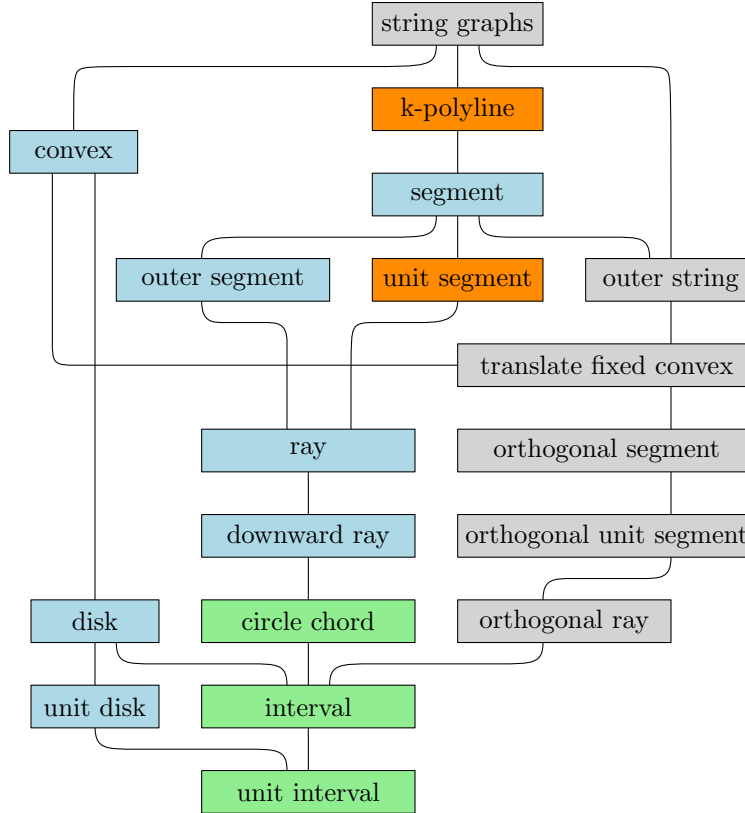 string graphs
k-polyline
convex
segment
outer segment
unit segment
outer string
translate fixed convex
ray
orthogonal segment
downward ray
orthogonal unit segment
disk
circle chord
orthogonal ray
unit disk
interval
unit interval